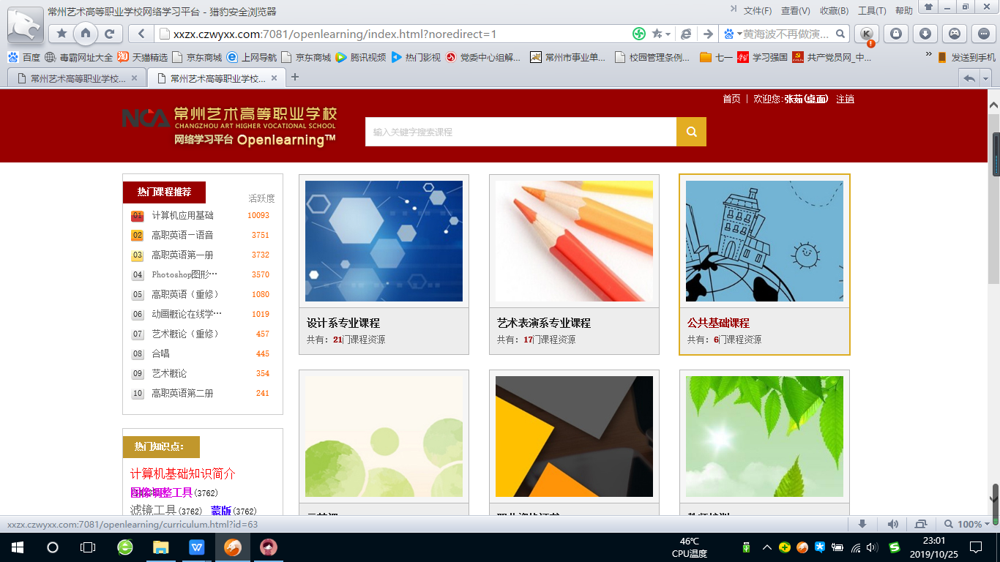 常州艺术高等职业学校网络学习平台 - 猎豹安全浏览器
文件(F) 查看(V) 收藏(B) 工具(T) 帮助
xxzx.czwyxx.com:7081/openlearning/index.html?noredirect=1
黄海波不再做演...
百度 毒霸网址大全 天猫精选 京东商城 上网导航 京东商城 腾讯视频 热门影视 党委中心组解... 常州市事业单... 校园管理条例... 七一 学习强国 共产党员网_中... » 发送到手机
常州艺术高等职业学校... 常州艺术高等职业学校...
首页 | 欢迎您:张茹(桌面) 注销
NCA 常州艺术高等职业学校
CHANGZHOU ART HIGHER VOCATIONAL SCHOOL
网络学习平台 Openlearning™
输入关键字搜索课程
热门课程推荐
活跃度
01 计算机应用基础 10093
02 高职英语—语音 3751
03 高职英语第一册 3732
04 Photoshop图形… 3570
05 高职英语（重修） 1080
06 动画概论在线学… 1019
07 艺术概论（重修） 457
08 合唱 445
09 艺术概论 354
10 高职英语第二册 241
设计系专业课程
共有：21门课程资源
艺术表演系专业课程
共有：17门课程资源
公共基础课程
共有：6门课程资源
热门知识点：
计算机基础知识简介
图像调整工具(3762)
滤镜工具(3762) 蒙版(3762)
xxzx.czwyxx.com:7081/openlearning/curriculum.html?id=63
100%
46℃
CPU温度
23:01
2019/10/25